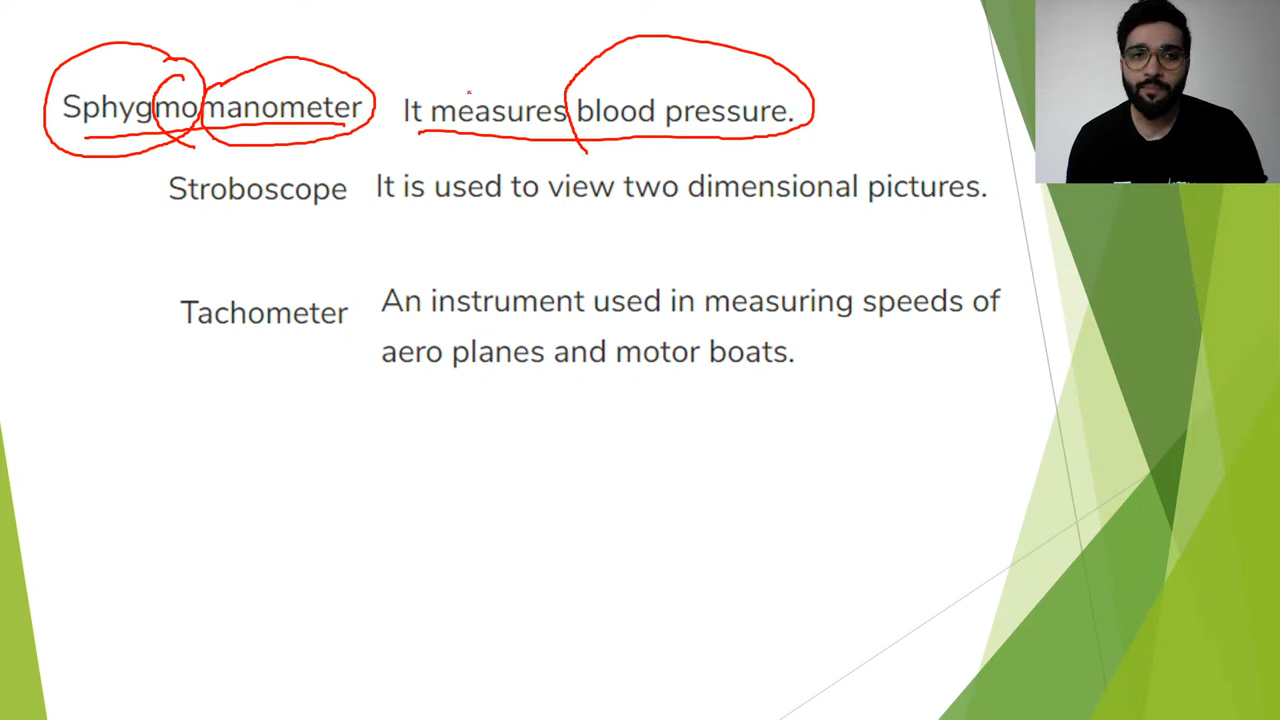 Sphygmomanometer It measures blood pressure.
Stroboscope It is used to view two dimensional pictures.
Tachometer An instrument used in measuring speeds of
aero planes and motor boats.